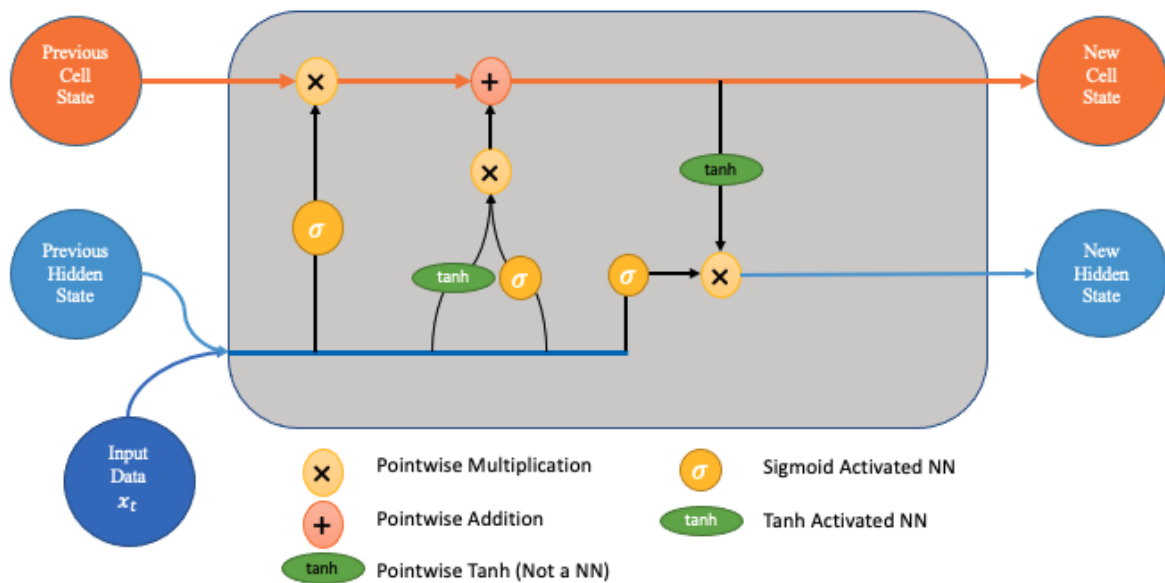 Previous
Cell
State
×
+
New
Cell
State
×
tanh
Previous
Hidden
State
σ
tanh
σ
σ
×
New
Hidden
State
Input
Data
xₜ
× Pointwise Multiplication
σ Sigmoid Activated NN
+ Pointwise Addition
tanh Tanh Activated NN
tanh Pointwise Tanh (Not a NN)